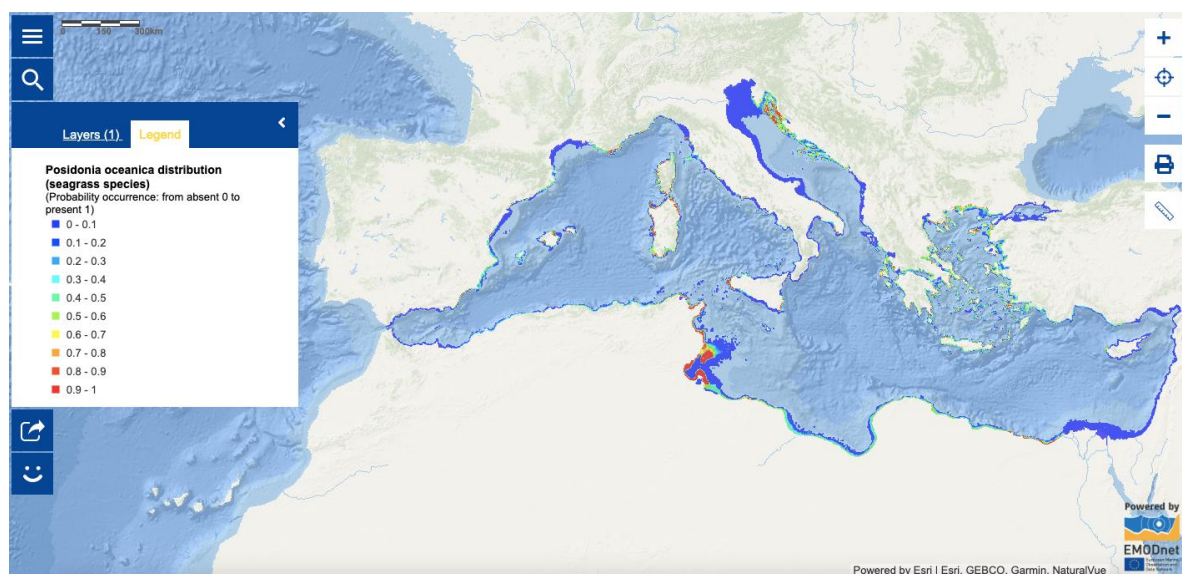 0 150 300km
Layers (1) Legend
Posidonia oceanica distribution
(seagrass species)
(Probability occurrence: from absent 0 to
present 1)
0 - 0.1
0.1 - 0.2
0.2 - 0.3
0.3 - 0.4
0.4 - 0.5
0.5 - 0.6
0.6 - 0.7
0.7 - 0.8
0.8 - 0.9
0.9 - 1
Powered by
EMODnet
Powered by Esri | Esri, GEBCO, Garmin, NaturalVue